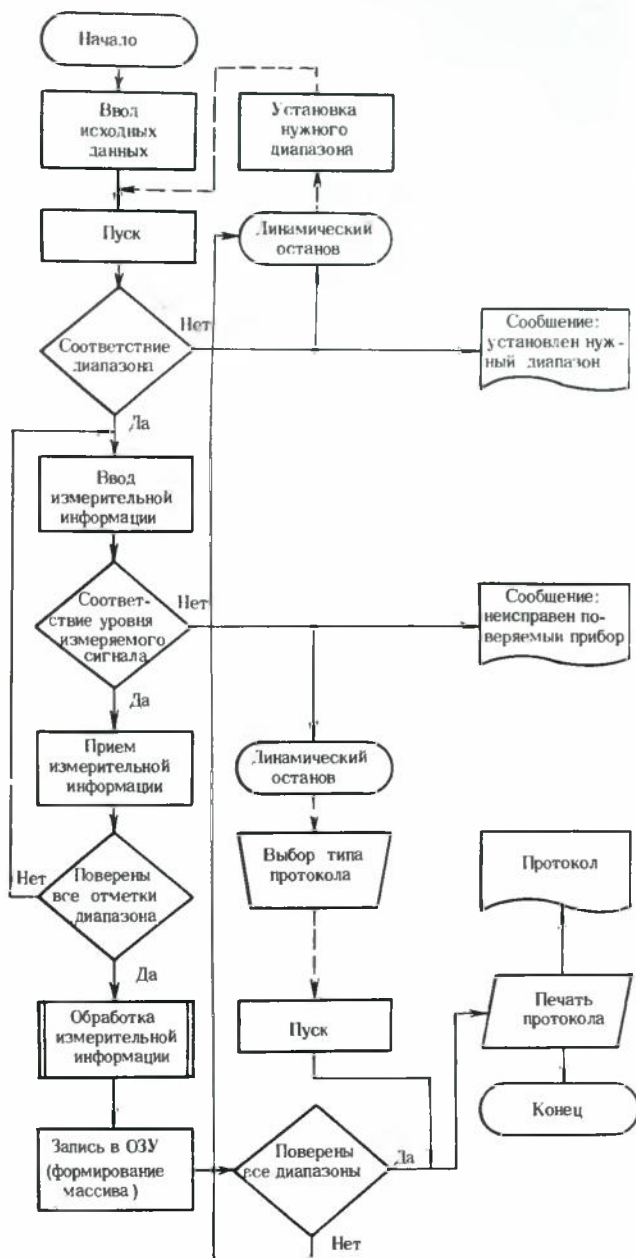 Начало
Ввод
исходных
данных
Установка
нужного
диапазона
Пуск
Динамический
останов
Нет
Соответствие
диапазона
Сообщение:
установлен нуж-
ный диапазон
Да
Ввод
измерительной
информации
Соответ-
ствие уровня
измеряемого
сигнала
Нет
Сообщение:
неисправен по-
веряемый прибор
Да
Прием
измерительной
информации
Динамический
останов
Выбор типа
протокола
Протокол
Нет
Поверены
все отметки
диапазона
Да
Обработка
измерительной
информации
Пуск
Печать
протокола
Конец
Запись в ОЗУ
(формирование
массива)
Поверены
все диапазоны
Да
Нет